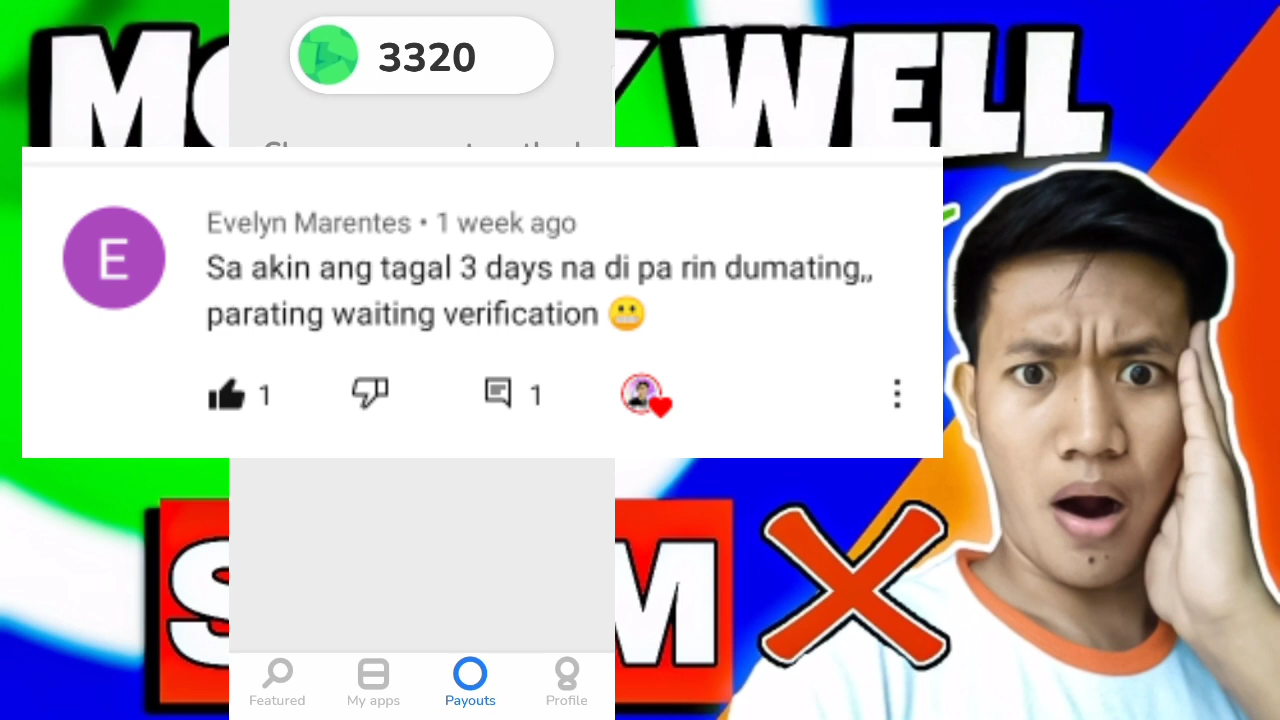 WELL
3320
Evelyn Marentes • 1 week ago
E
Sa akin ang tagal 3 days na di pa rin dumating,,
parating waiting verification 😬
1
1
Featured
My apps
Payouts
Profile